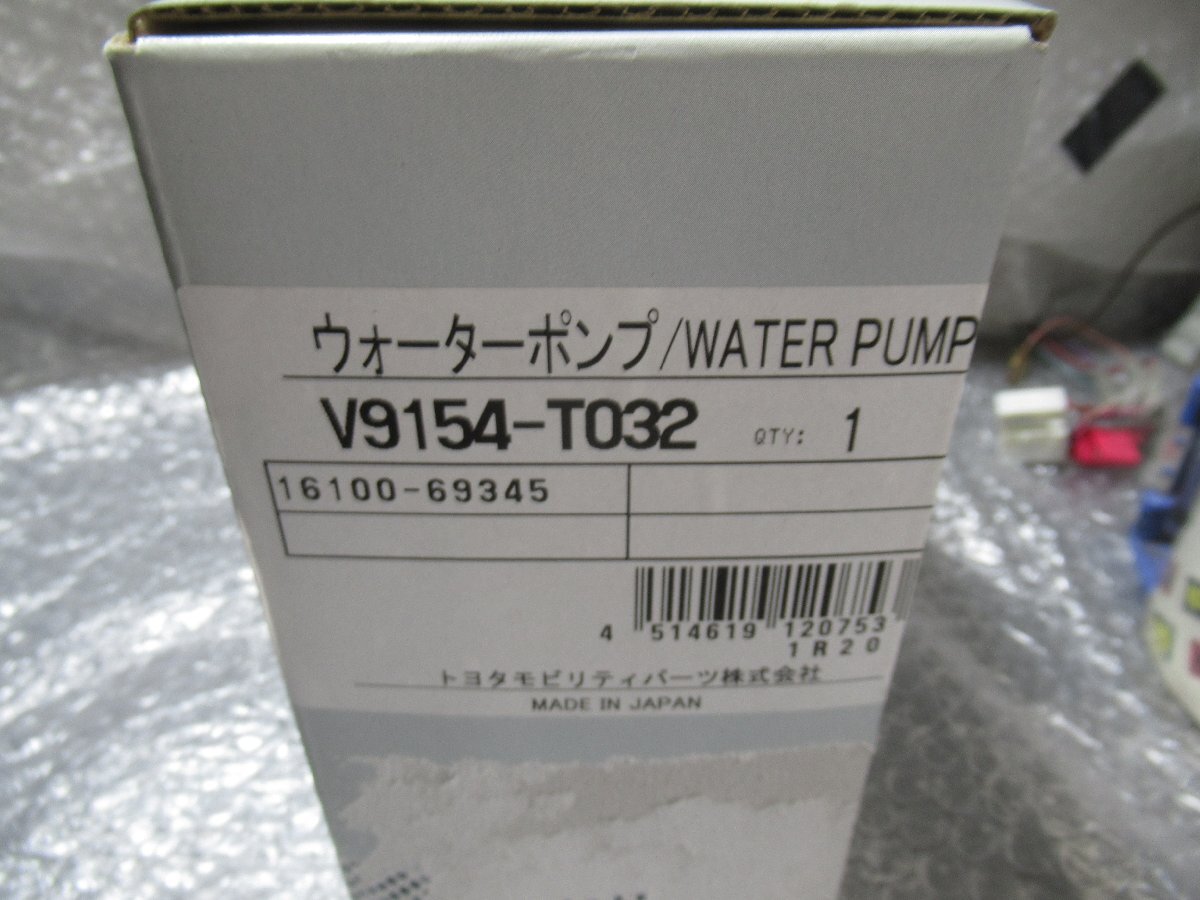 ウォーターポンプ/WATER PUMP
V9154-T032 QTY: 1
16100-69345
4 514619 120753
1R20
トヨタモビリティパーツ株式会社
MADE IN JAPAN